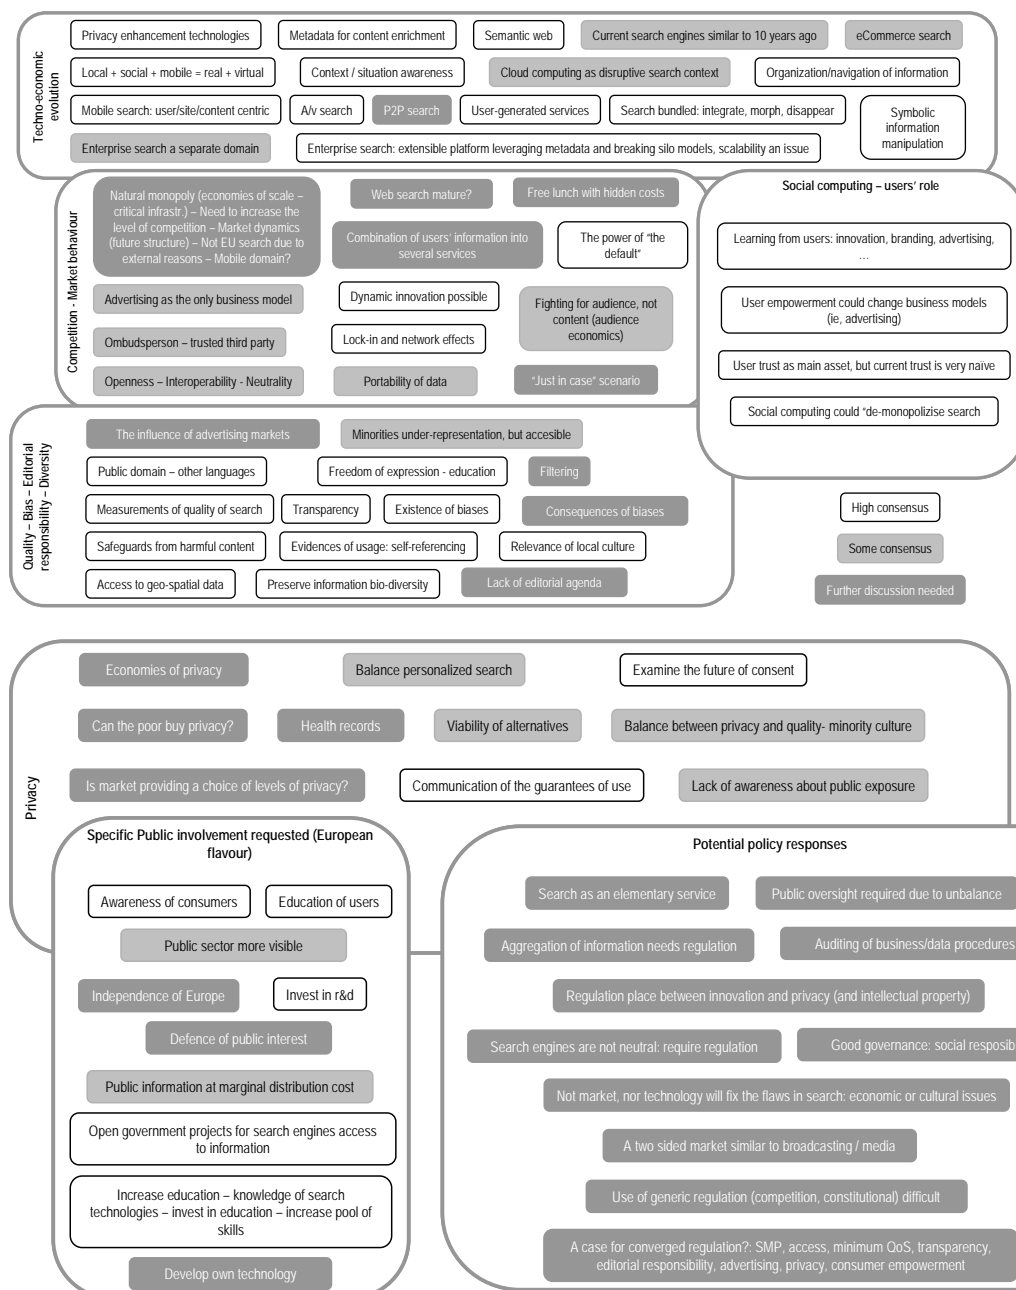 Techno-economic
evolution
Privacy enhancement technologies
Metadata for content enrichment
Semantic web
Current search engines similar to 10 years ago
eCommerce search
Local + social + mobile = real + virtual
Context / situation awareness
Cloud computing as disruptive search context
Organization/navigation of information
Mobile search: user/site/content centric
A/v search
P2P search
User-generated services
Search bundled: integrate, morph, disappear
Symbolic
information
manipulation
Enterprise search a separate domain
Enterprise search: extensible platform leveraging metadata and breaking silo models, scalability an issue
Competition - Market behaviour
Natural monopoly (economies of scale –
critical infrastr.) – Need to increase the
level of competition – Market dynamics
(future structure) – Not EU search due to
external reasons – Mobile domain?
Web search mature?
Free lunch with hidden costs
Combination of users' information into
several services
The power of "the
default"
Advertising as the only business model
Dynamic innovation possible
Fighting for audience, not
content (audience
economics)
Ombudsperson – trusted third party
Lock-in and network effects
Openness – Interoperability - Neutrality
Portability of data
"Just in case" scenario
Social computing – users' role
Learning from users: innovation, branding, advertising,
...
User empowerment could change business models
(ie, advertising)
User trust as main asset, but current trust is very naïve
Social computing could "de-monopolizise search
Quality – Bias – Editorial
responsibility – Diversity
The influence of advertising markets
Minorities under-representation, but accesible
Public domain – other languages
Freedom of expression - education
Filtering
Measurements of quality of search
Transparency
Existence of biases
Consequences of biases
Safeguards from harmful content
Evidences of usage: self-referencing
Relevance of local culture
Access to geo-spatial data
Preserve information bio-diversity
Lack of editorial agenda
High consensus
Some consensus
Further discussion needed
Privacy
Economies of privacy
Balance personalized search
Examine the future of consent
Can the poor buy privacy?
Health records
Viability of alternatives
Balance between privacy and quality- minority culture
Is market providing a choice of levels of privacy?
Communication of the guarantees of use
Lack of awareness about public exposure
Specific Public involvement requested (European
flavour)
Awareness of consumers
Education of users
Public sector more visible
Independence of Europe
Invest in r&d
Defence of public interest
Public information at marginal distribution cost
Open government projects for search engines access
to information
Increase education – knowledge of search
technologies – invest in education – increase pool of
skills
Develop own technology
Potential policy responses
Search as an elementary service
Public oversight required due to unbalance
Aggregation of information needs regulation
Auditing of business/data procedures
Regulation place between innovation and privacy (and intellectual property)
Search engines are not neutral: require regulation
Good governance: social resposib
Not market, nor technology will fix the flaws in search: economic or cultural issues
A two sided market similar to broadcasting / media
Use of generic regulation (competition, constitutional) difficult
A case for converged regulation?: SMP, access, minimum QoS, transparency,
editorial responsibility, advertising, privacy, consumer empowerment